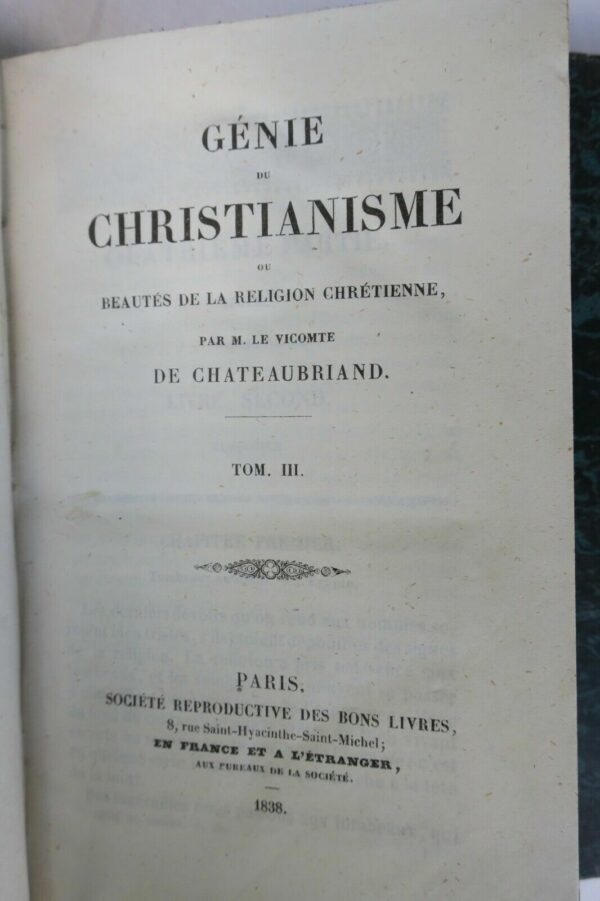 GÉNIE
DU
CHRISTIANISME
OU
BEAUTÉS DE LA RELIGION CHRÉTIENNE,
PAR M. LE VICOMTE
DE CHATEAUBRIAND.
TOM. III.
PARIS,
SOCIÉTÉ REPRODUCTIVE DES BONS LIVRES,
8, rue Saint-Hyacinthe-Saint-Michel;
EN FRANCE ET A L'ÉTRANGER,
AUX BUREAUX DE LA SOCIÉTÉ.
1838.